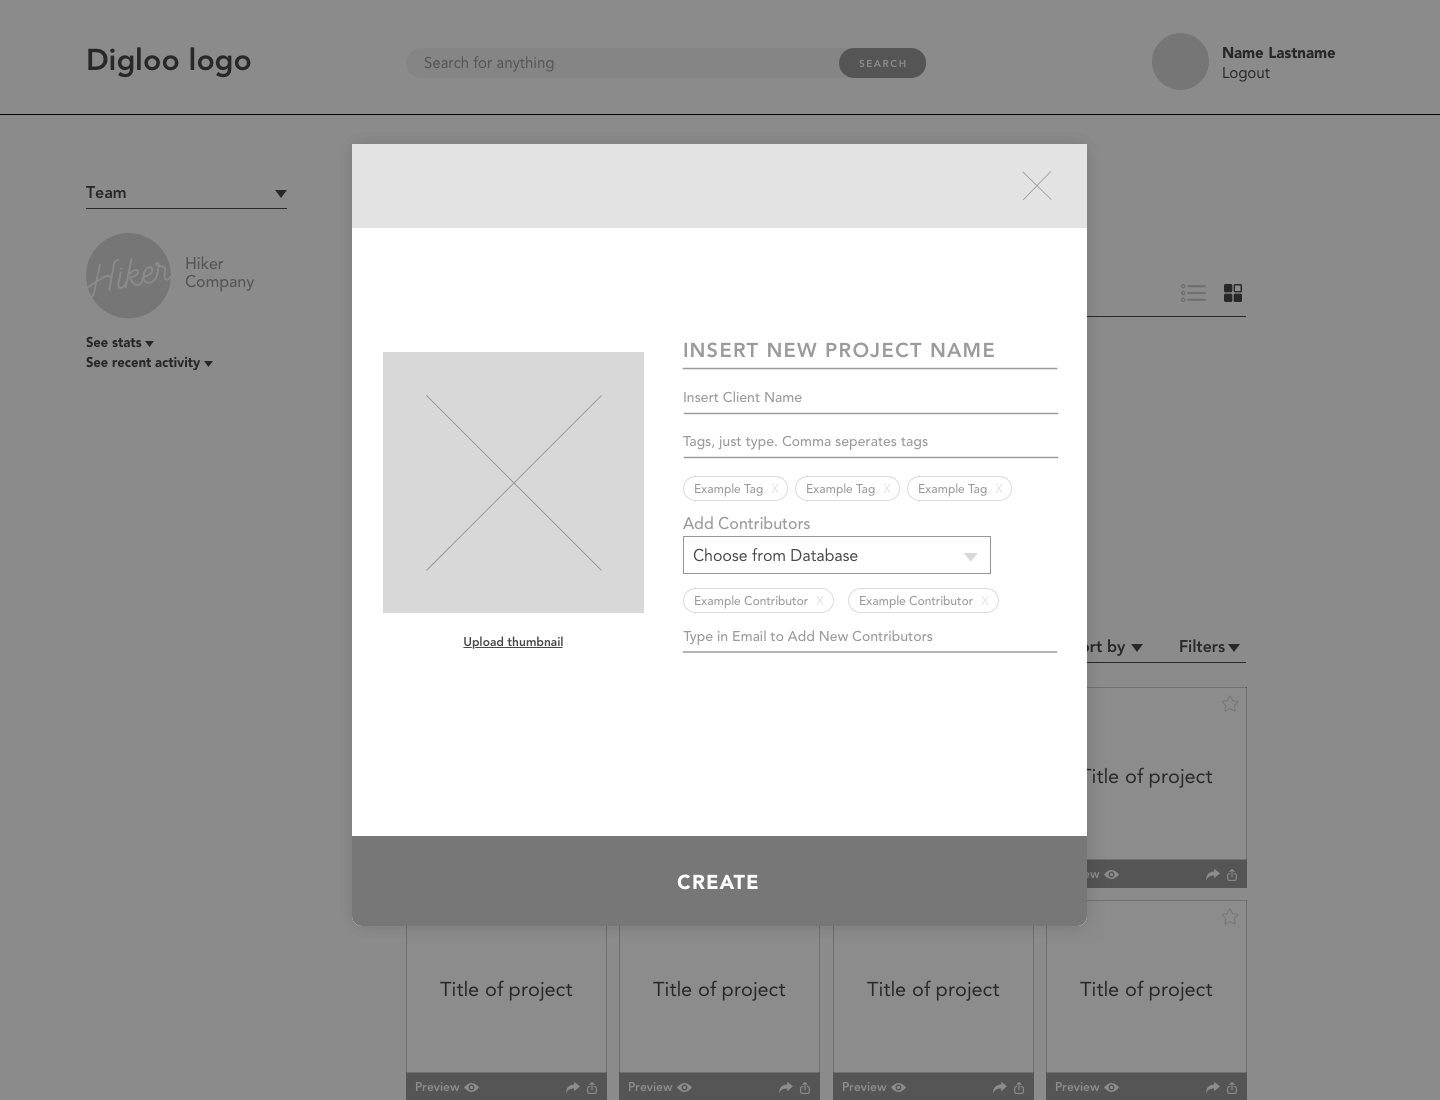 Digloo logo
Search for anything
SEARCH
Name Lastname
Logout
Team
Hiker
Hiker
Company
See stats
See recent activity
INSERT NEW PROJECT NAME
Insert Client Name
Tags, just type. Comma seperates tags
Example Tag X Example Tag X Example Tag X
Add Contributors
Choose from Database
Example Contributor X Example Contributor X
Type in Email to Add New Contributors
Upload thumbnail
CREATE
ort by Filters
Title of project
ew
Title of project Title of project Title of project Title of project
Preview Preview Preview Preview